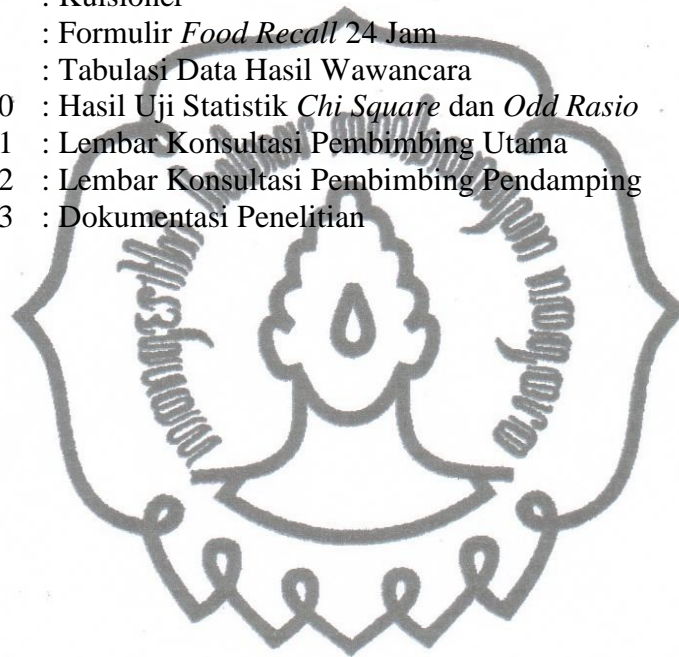 : Kuisioner
: Formulir Food Recall 24 Jam
: Tabulasi Data Hasil Wawancara
0 : Hasil Uji Statistik Chi Square dan Odd Rasio
1 : Lembar Konsultasi Pembimbing Utama
2 : Lembar Konsultasi Pembimbing Pendamping
3 : Dokumentasi Penelitian